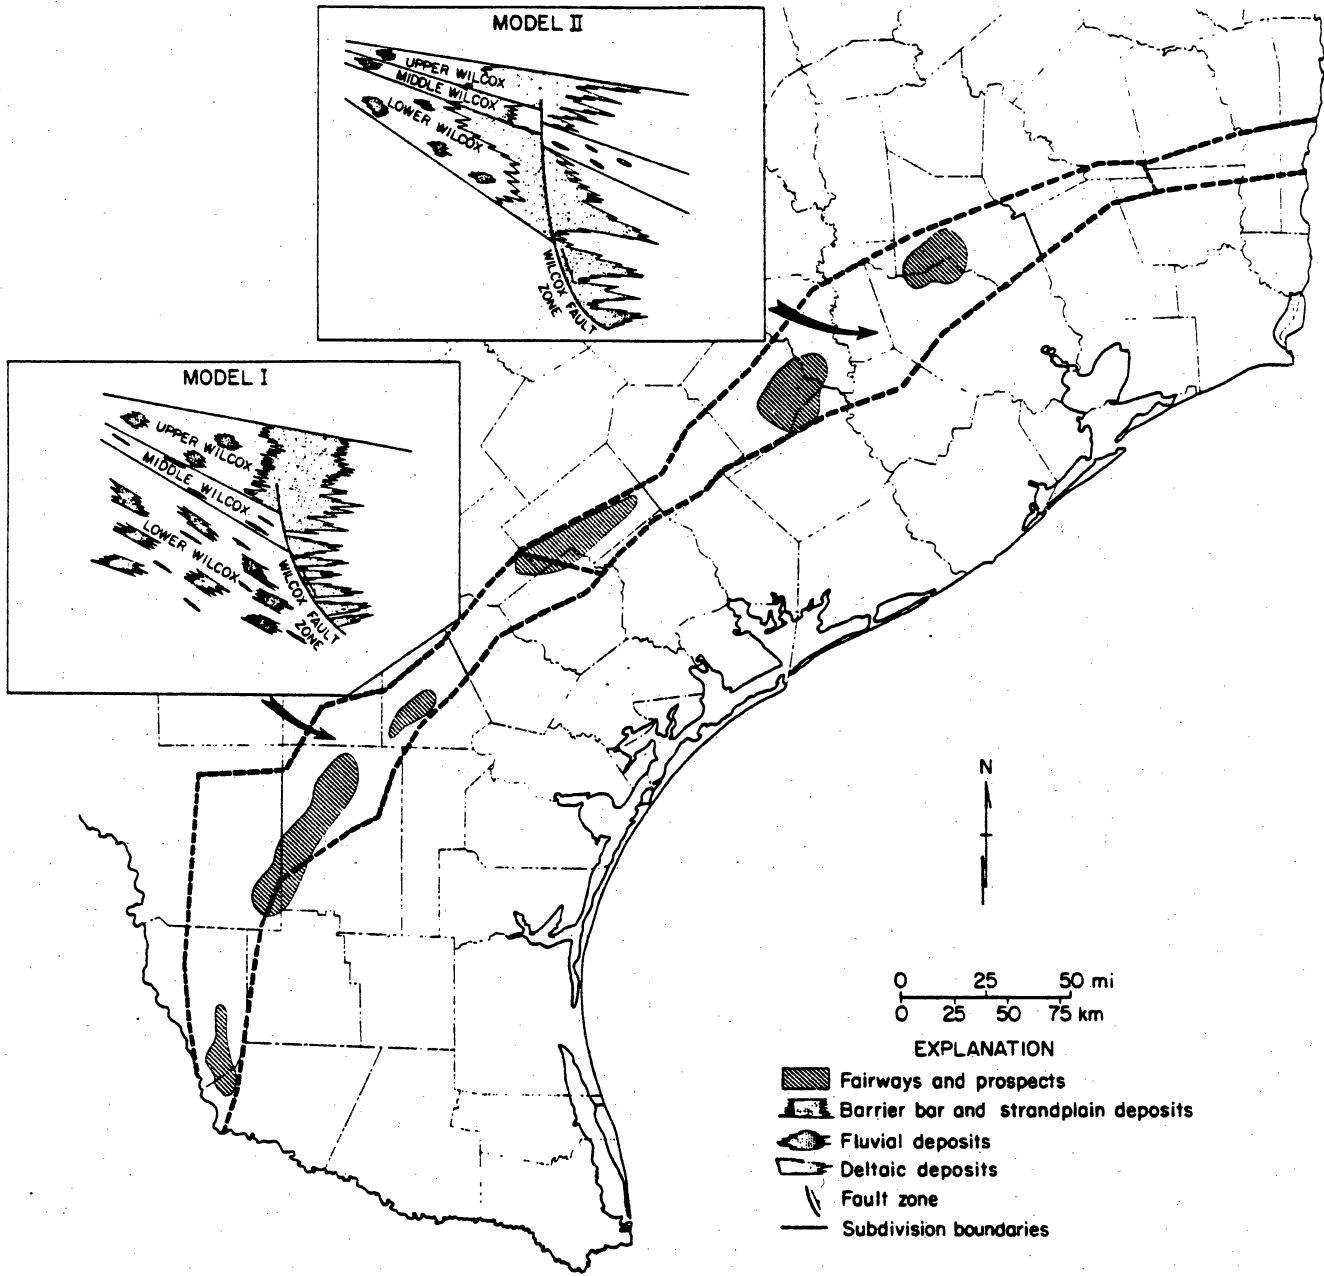 MODEL II
UPPER WILCOX
MIDDLE WILCOX
LOWER WILCOX
WILCOX FAULT
ZONE
MODEL I
UPPER WILCOX
MIDDLE WILCOX
LOWER WILCOX
WILCOX FAULT
ZONE
N
0 25 50 mi
0 25 50 75 km
EXPLANATION
Fairways and prospects
Barrier bar and strandplain deposits
Fluvial deposits
Deltaic deposits
Fault zone
Subdivision boundaries